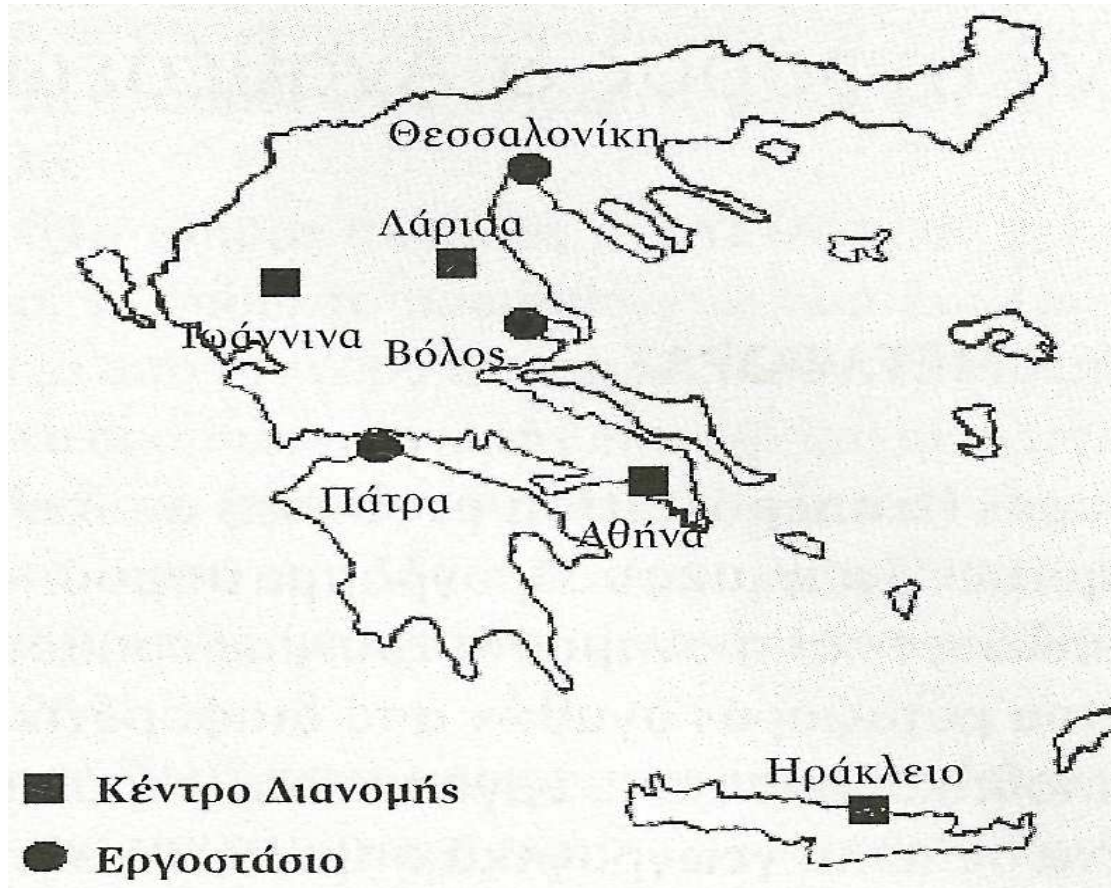 Θεσσαλονίκη
Λάρισα
Ιωάννινα
Βόλος
Πάτρα
Αθήνα
Ηράκλειο
Κέντρο Διανομής
Εργοστάσιο